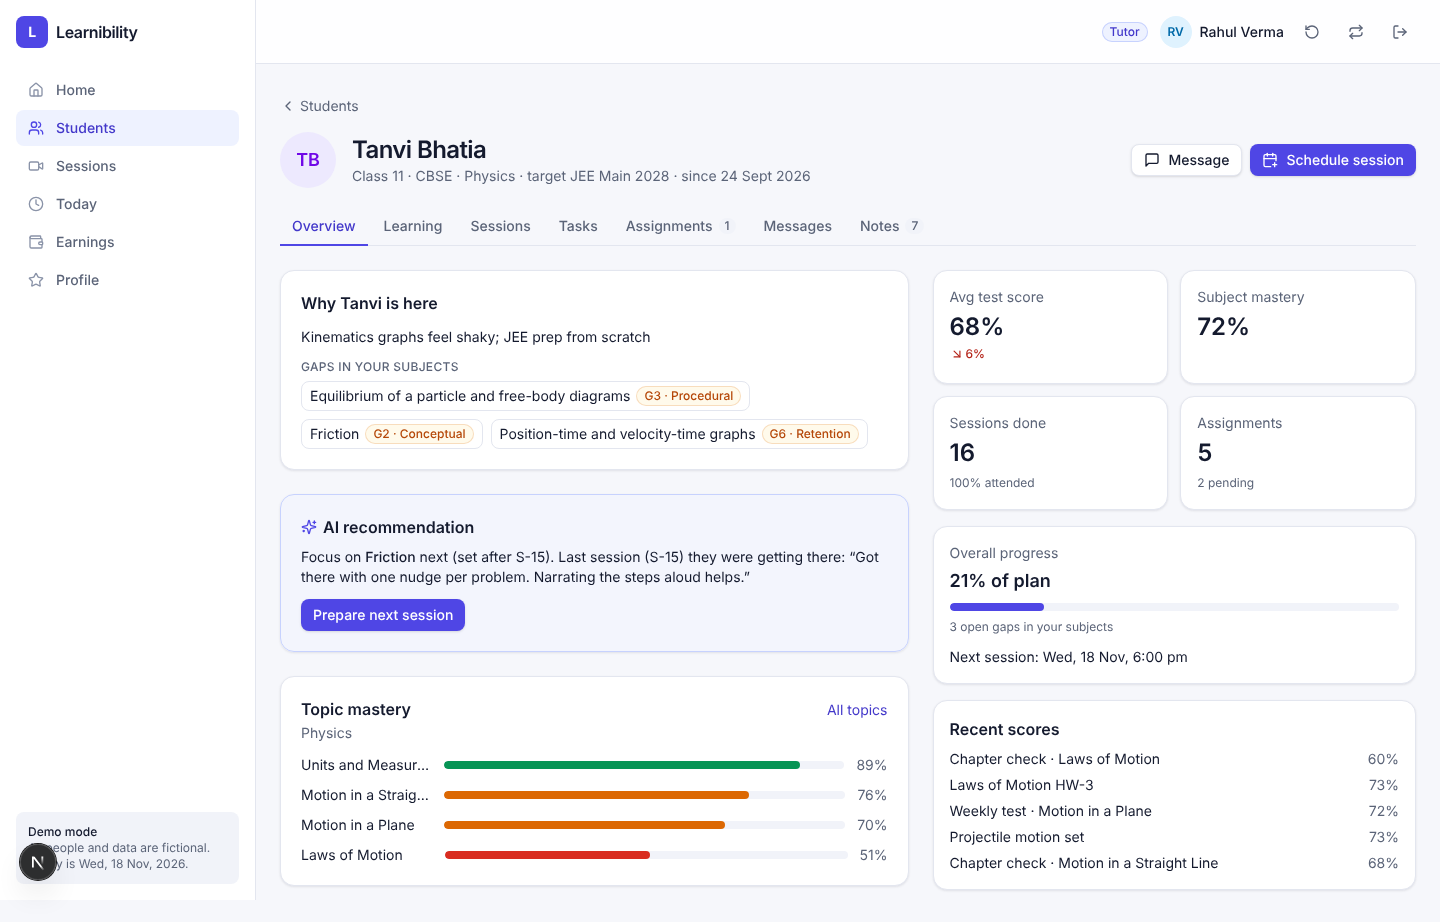 L Learnibility
Home
Students
Sessions
Today
Earnings
Profile
Demo mode
people and data are fictional.
is Wed, 18 Nov, 2026.
N
Tutor RV Rahul Verma
Students
TB
Tanvi Bhatia
Class 11 · CBSE · Physics · target JEE Main 2028 · since 24 Sept 2026
Message
Schedule session
Overview Learning Sessions Tasks Assignments 1 Messages Notes 7
Why Tanvi is here
Kinematics graphs feel shaky; JEE prep from scratch
GAPS IN YOUR SUBJECTS
Equilibrium of a particle and free-body diagrams G3 · Procedural
Friction G2 · Conceptual Position-time and velocity-time graphs G6 · Retention
AI recommendation
Focus on Friction next (set after S-15). Last session (S-15) they were getting there: “Got
there with one nudge per problem. Narrating the steps aloud helps.”
Prepare next session
Topic mastery All topics
Physics
Units and Measur... 89%
Motion in a Straig... 76%
Motion in a Plane 70%
Laws of Motion 51%
Avg test score
68%
↘ 6%
Subject mastery
72%
Sessions done
16
100% attended
Assignments
5
2 pending
Overall progress
21% of plan
3 open gaps in your subjects
Next session: Wed, 18 Nov, 6:00 pm
Recent scores
Chapter check · Laws of Motion 60%
Laws of Motion HW-3 73%
Weekly test · Motion in a Plane 72%
Projectile motion set 73%
Chapter check · Motion in a Straight Line 68%